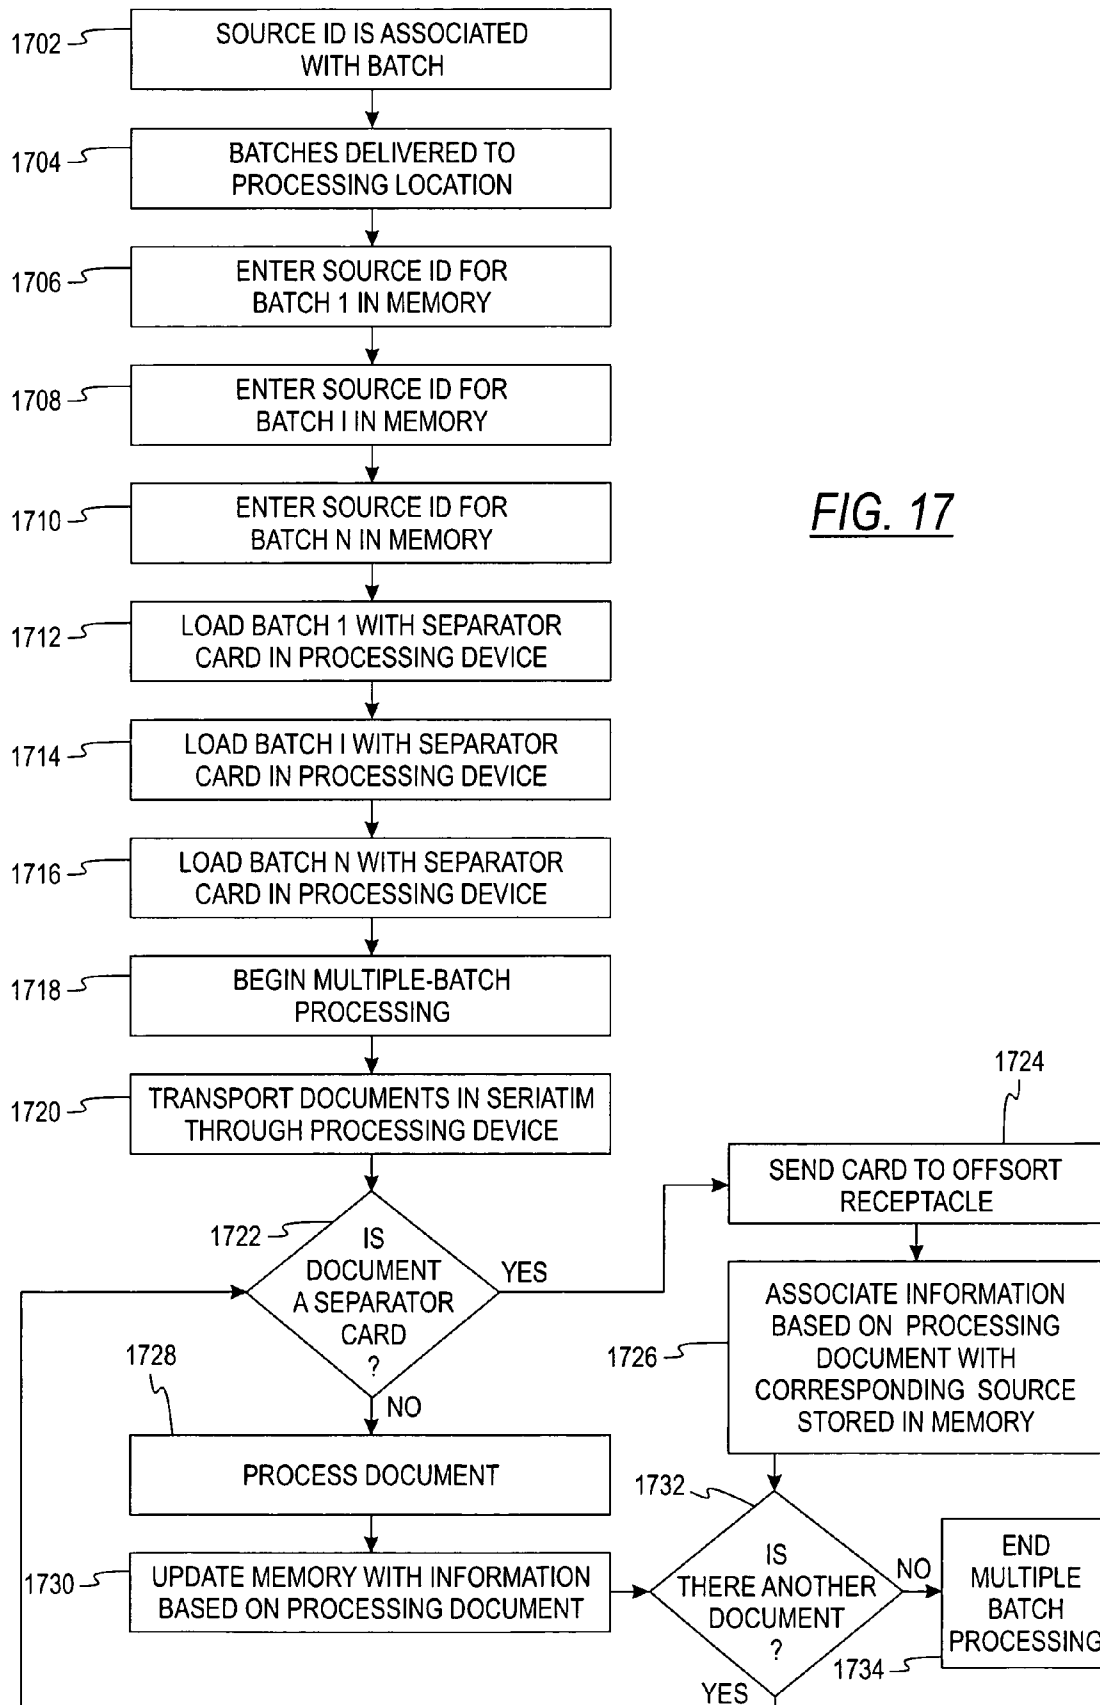 1702
SOURCE ID IS ASSOCIATED
WITH BATCH
1704
BATCHES DELIVERED TO
PROCESSING LOCATION
1706
ENTER SOURCE ID FOR
BATCH 1 IN MEMORY
1708
ENTER SOURCE ID FOR
BATCH I IN MEMORY
1710
ENTER SOURCE ID FOR
BATCH N IN MEMORY
FIG. 17
1712
LOAD BATCH 1 WITH SEPARATOR
CARD IN PROCESSING DEVICE
1714
LOAD BATCH I WITH SEPARATOR
CARD IN PROCESSING DEVICE
1716
LOAD BATCH N WITH SEPARATOR
CARD IN PROCESSING DEVICE
1718
BEGIN MULTIPLE-BATCH
PROCESSING
1720
TRANSPORT DOCUMENTS IN SERIATIM
THROUGH PROCESSING DEVICE
1722
IS
DOCUMENT
A SEPARATOR
CARD
?
YES
NO
1724
SEND CARD TO OFFSORT
RECEPTACLE
1726
ASSOCIATE INFORMATION
BASED ON PROCESSING
DOCUMENT WITH
CORRESPONDING SOURCE
STORED IN MEMORY
1728
PROCESS DOCUMENT
1730
UPDATE MEMORY WITH INFORMATION
BASED ON PROCESSING DOCUMENT
1732
IS
THERE ANOTHER
DOCUMENT
?
NO
YES
END
MULTIPLE
BATCH
PROCESSING
1734